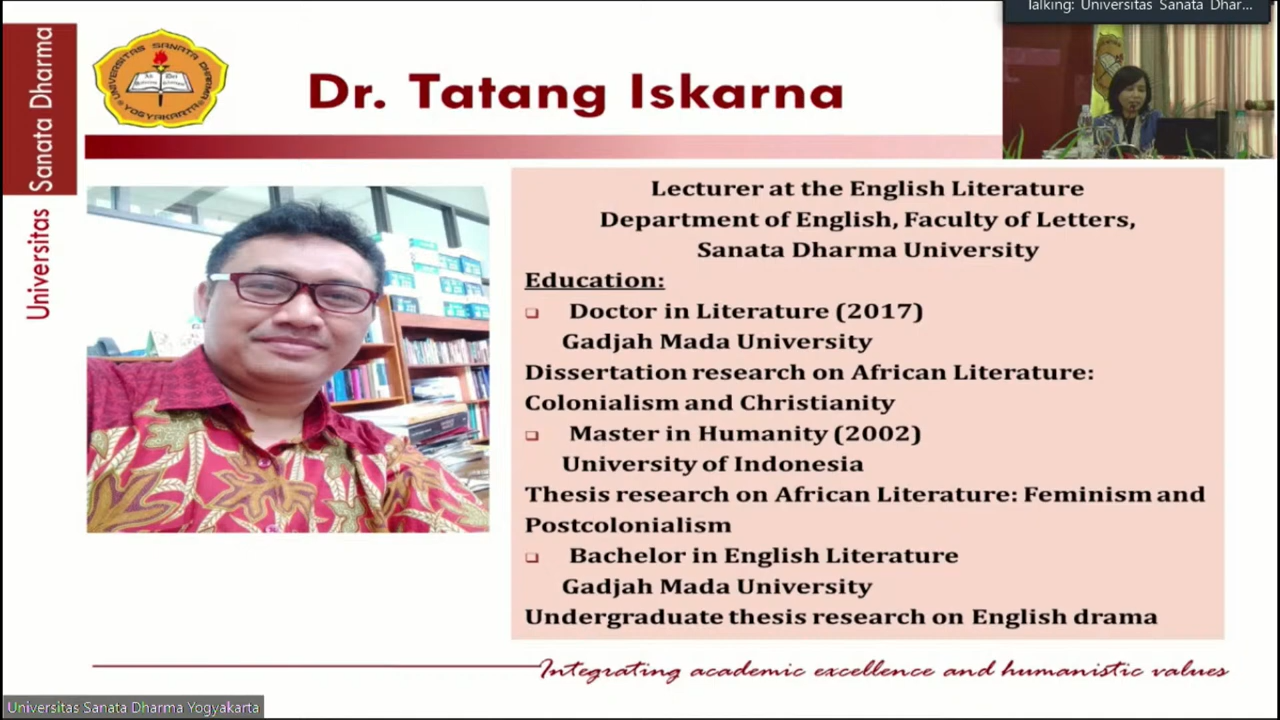 Talking: Universitas Sanata Dhar...
Universitas Sanata Dharma
UNIVERSITAS SANATA DHARMA
YOGYAKARTA
Dr. Tatang Iskarna
Lecturer at the English Literature
Department of English, Faculty of Letters,
Sanata Dharma University
Education:
Doctor in Literature (2017)
Gadjah Mada University
Dissertation research on African Literature:
Colonialism and Christianity
Master in Humanity (2002)
University of Indonesia
Thesis research on African Literature: Feminism and
Postcolonialism
Bachelor in English Literature
Gadjah Mada University
Undergraduate thesis research on English drama
Integrating academic excellence and humanistic values
Universitas Sanata Dharma Yogyakarta